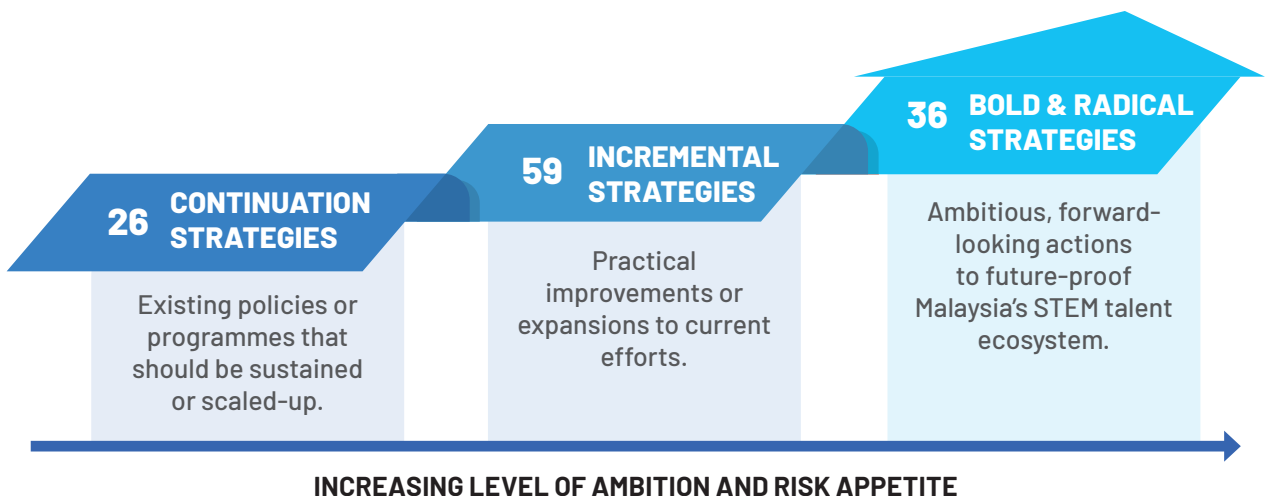 26 CONTINUATION
STRATEGIES
Existing policies or
programmes that
should be sustained
or scaled-up.
59 INCREMENTAL
STRATEGIES
Practical
improvements or
expansions to current
efforts.
36 BOLD & RADICAL
STRATEGIES
Ambitious, forward-
looking actions
to future-proof
Malaysia’s STEM talent
ecosystem.
INCREASING LEVEL OF AMBITION AND RISK APPETITE